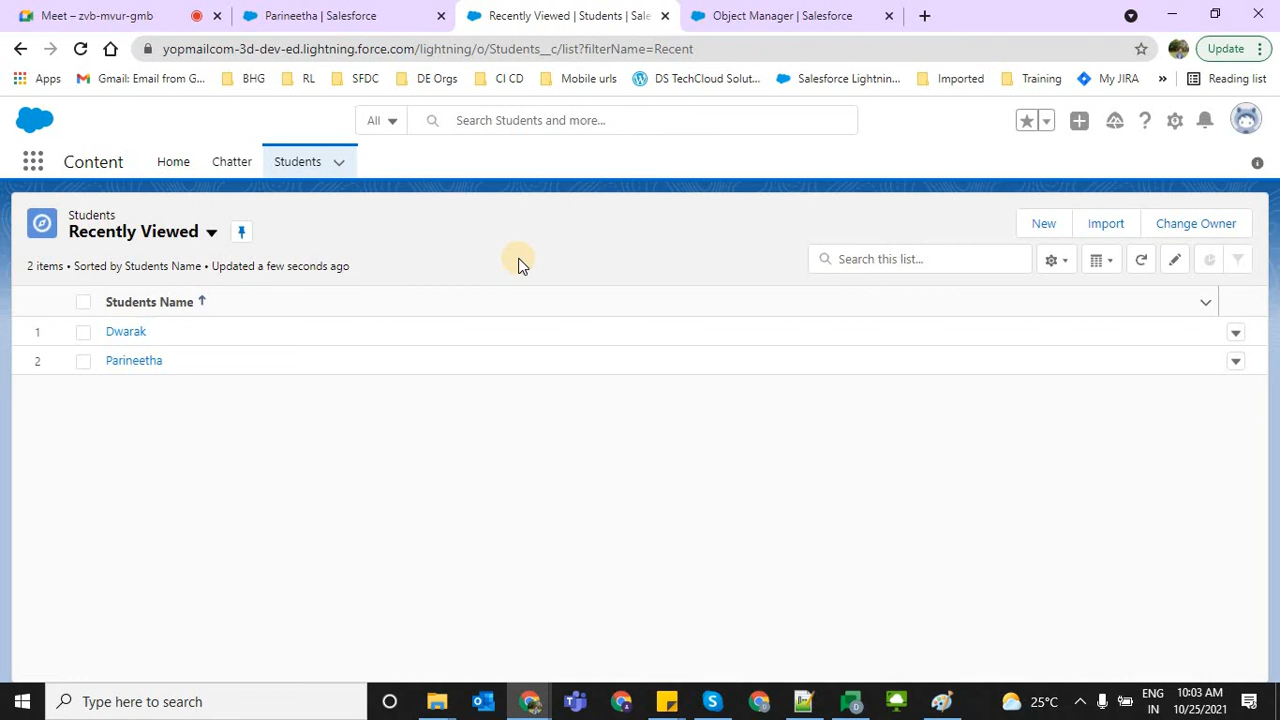 Meet – zvb-mvur-gmb
Parineetha | Salesforce
Recently Viewed | Students | Sale
Object Manager | Salesforce
yopmailcom-3d-dev-ed.lightning.force.com/lightning/o/Students__c/list?filterName=Recent
Update
Apps
Gmail: Email from G...
BHG
RL
SFDC
DE Orgs
CI CD
Mobile urls
DS TechCloud Solut...
Salesforce Lightnin...
Imported
Training
My JIRA
»
Reading list
All
Search Students and more...
Content
Home
Chatter
Students
Students
Recently Viewed
New
Import
Change Owner
2 items • Sorted by Students Name • Updated a few seconds ago
Search this list...
Students Name
1
Dwarak
2
Parineetha
Type here to search
25°C
ENG
IN
10:03 AM
10/25/2021